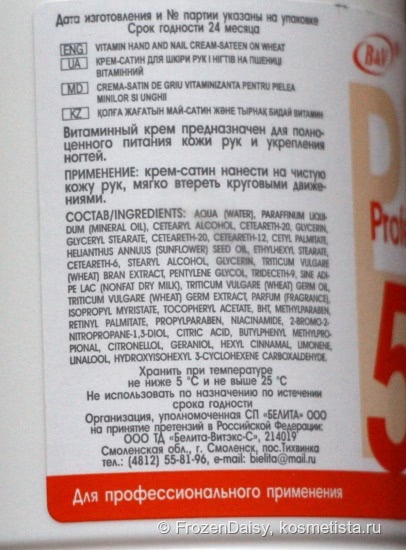 Дата изготовления и № партии указаны на упаковке
Срок годности 24 месяца
ENG VITAMIN HAND AND NAIL CREAM-SATEEN ON WHEAT
UA КРЕМ-САТИН ДЛЯ ШКІРИ РУК І НІГТІВ НА ПШЕНИЦІ
ВІТАМІННИЙ
MD CREMA-SATIN DE GRIU VITAMINIZANTA PENTRU PIELEA
MINILOR SI UNGHII
KZ ҚОЛҒА ЖАҒАТЫН МАЙ-САТИН ЖӘНЕ ТЫРНАҚ БИДАЙ ВИТАМИН
Витаминный крем предназначен для полно-
ценного питания кожи рук и укрепления
ногтей.
ПРИМЕНЕНИЕ: крем-сатин нанести на чистую
кожу рук, мягко втереть круговыми движе-
ниями.
СОСТАВ/INGREDIENTS: AQUA (WATER), PARAFFINUM LIQUI-
DUM (MINERAL OIL), CETEARYL ALCOHOL, CETEARETH-20, GLYCERIN,
GLYCERYL STEARATE, CETEARETH-20, CETEARETH-12, CETYL PALMITATE,
HELIANTHUS ANNUUS (SUNFLOWER) SEED OIL, ETHYLHEXYL STEARATE,
CETEARETH-6, STEARYL ALCOHOL, GLYCERIN, TRITICUM VULGARE
(WHEAT) BRAN EXTRACT, PENTYLENE GLYCOL, TRIDECETH-9, SINE ADI-
PE LAC (NONFAT DRY MILK), TRITICUM VULGARE (WHEAT) GERM OIL,
TRITICUM VULGARE (WHEAT) GERM EXTRACT, PARFUM (FRAGRANCE),
ISOPROPYL MYRISTATE, TOCOPHERYL ACETATE, BHT, METHYLPARABEN,
RETINYL PALMITATE, PROPYLPARABEN, NIACINAMIDE, 2-BROMO-2-
NITROPROPANE-1,3-DIOL, CITRIC ACID, BUTYLPHENYL METHYLPRO-
PIONAL, CITRONELLOL, GERANIOL, HEXYL CINNAMAL, LIMONENE,
LINALOOL, HYDROXYISOHEXYL 3-CYCLOHEXENE CARBOXALDEHYDE.
Хранить при температуре
не ниже 5 °С и не выше 25 °С
Не использовать по назначению по истечении
срока годности
Организация, уполномоченная СП «БЕЛИТА» ООО
на принятие претензий в Российской Федерации:
ООО ТД «Белита-Витэкс-С», 214019
Смоленская обл., г. Смоленск, пос.Тихвинка
тел.: (4812) 55-81-96, e-mail: bielita@mail.ru
Для профессионального применения
B&V
Profe
5
© FrozenDaisy, kosmetista.ru